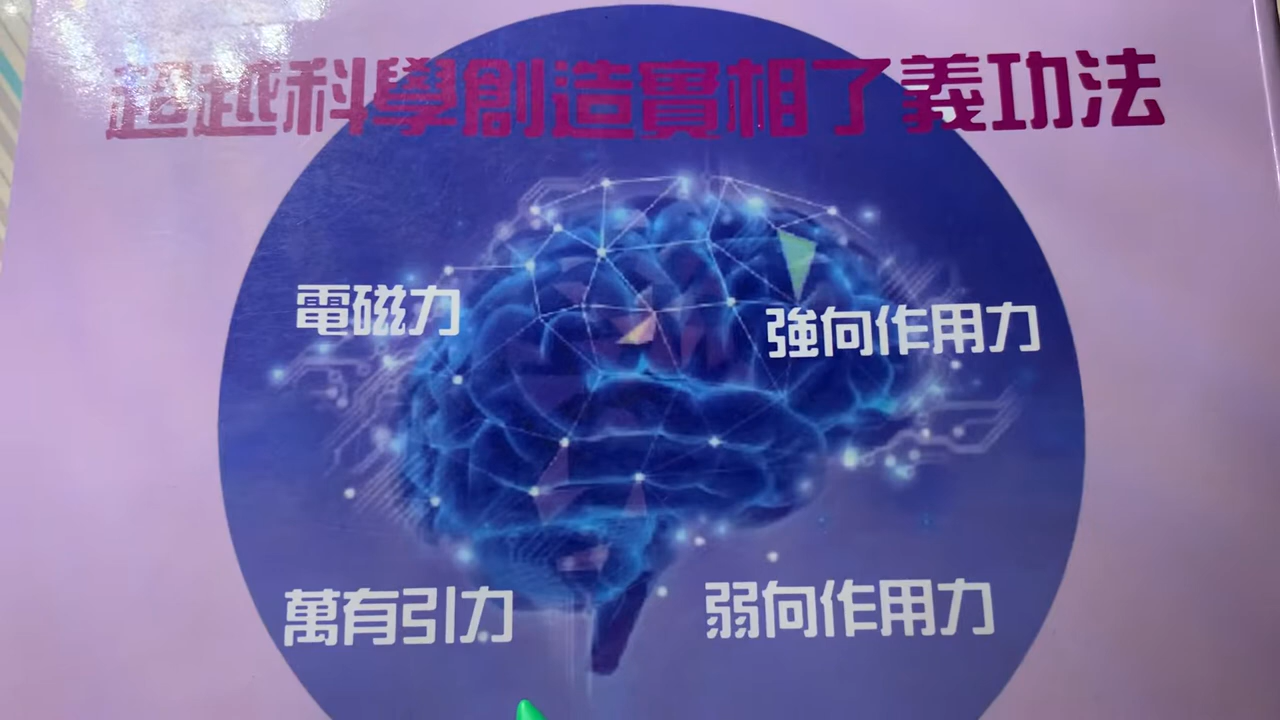 超越科學創造實相了義功法
電磁力
強向作用力
萬有引力
弱向作用力